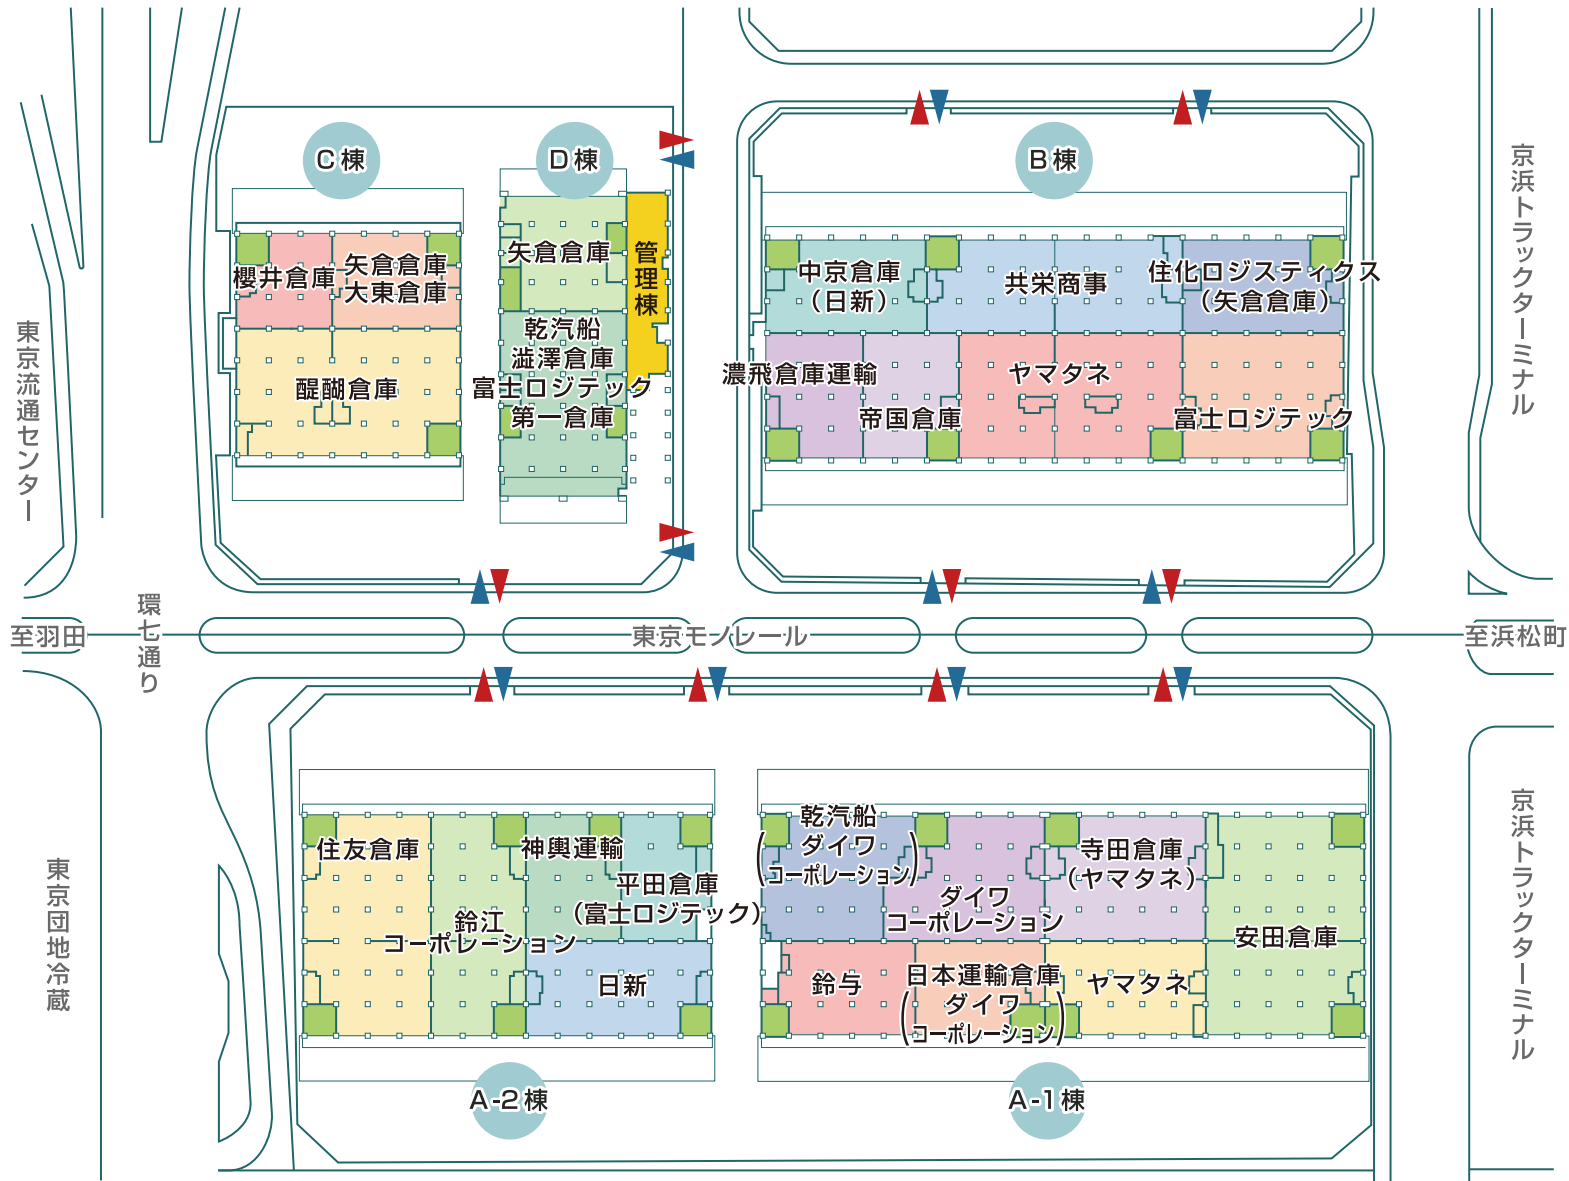 C棟
D棟
B棟
櫻井倉庫
矢倉倉庫
大東倉庫
醍醐倉庫
矢倉倉庫
管理棟
乾汽船
澁澤倉庫
富士ロジテック
第一倉庫
中京倉庫
(日新)
共栄商事
住化ロジスティクス
(矢倉倉庫)
濃飛倉庫運輸
帝国倉庫
ヤマタネ
富士ロジテック
東京流通センター
京浜トラックターミナル
環七通り
至羽田
東京モノレール
至浜松町
住友倉庫
鈴江
コーポレーション
神輿運輸
平田倉庫
(富士ロジテック)
日新
乾汽船
(ダイワ
コーポレーション)
ダイワ
コーポレーション
寺田倉庫
(ヤマタネ)
安田倉庫
鈴与
日本運輸倉庫
(ダイワ
コーポレーション)
ヤマタネ
東京団地冷蔵
京浜トラックターミナル
A-2棟
A-1棟